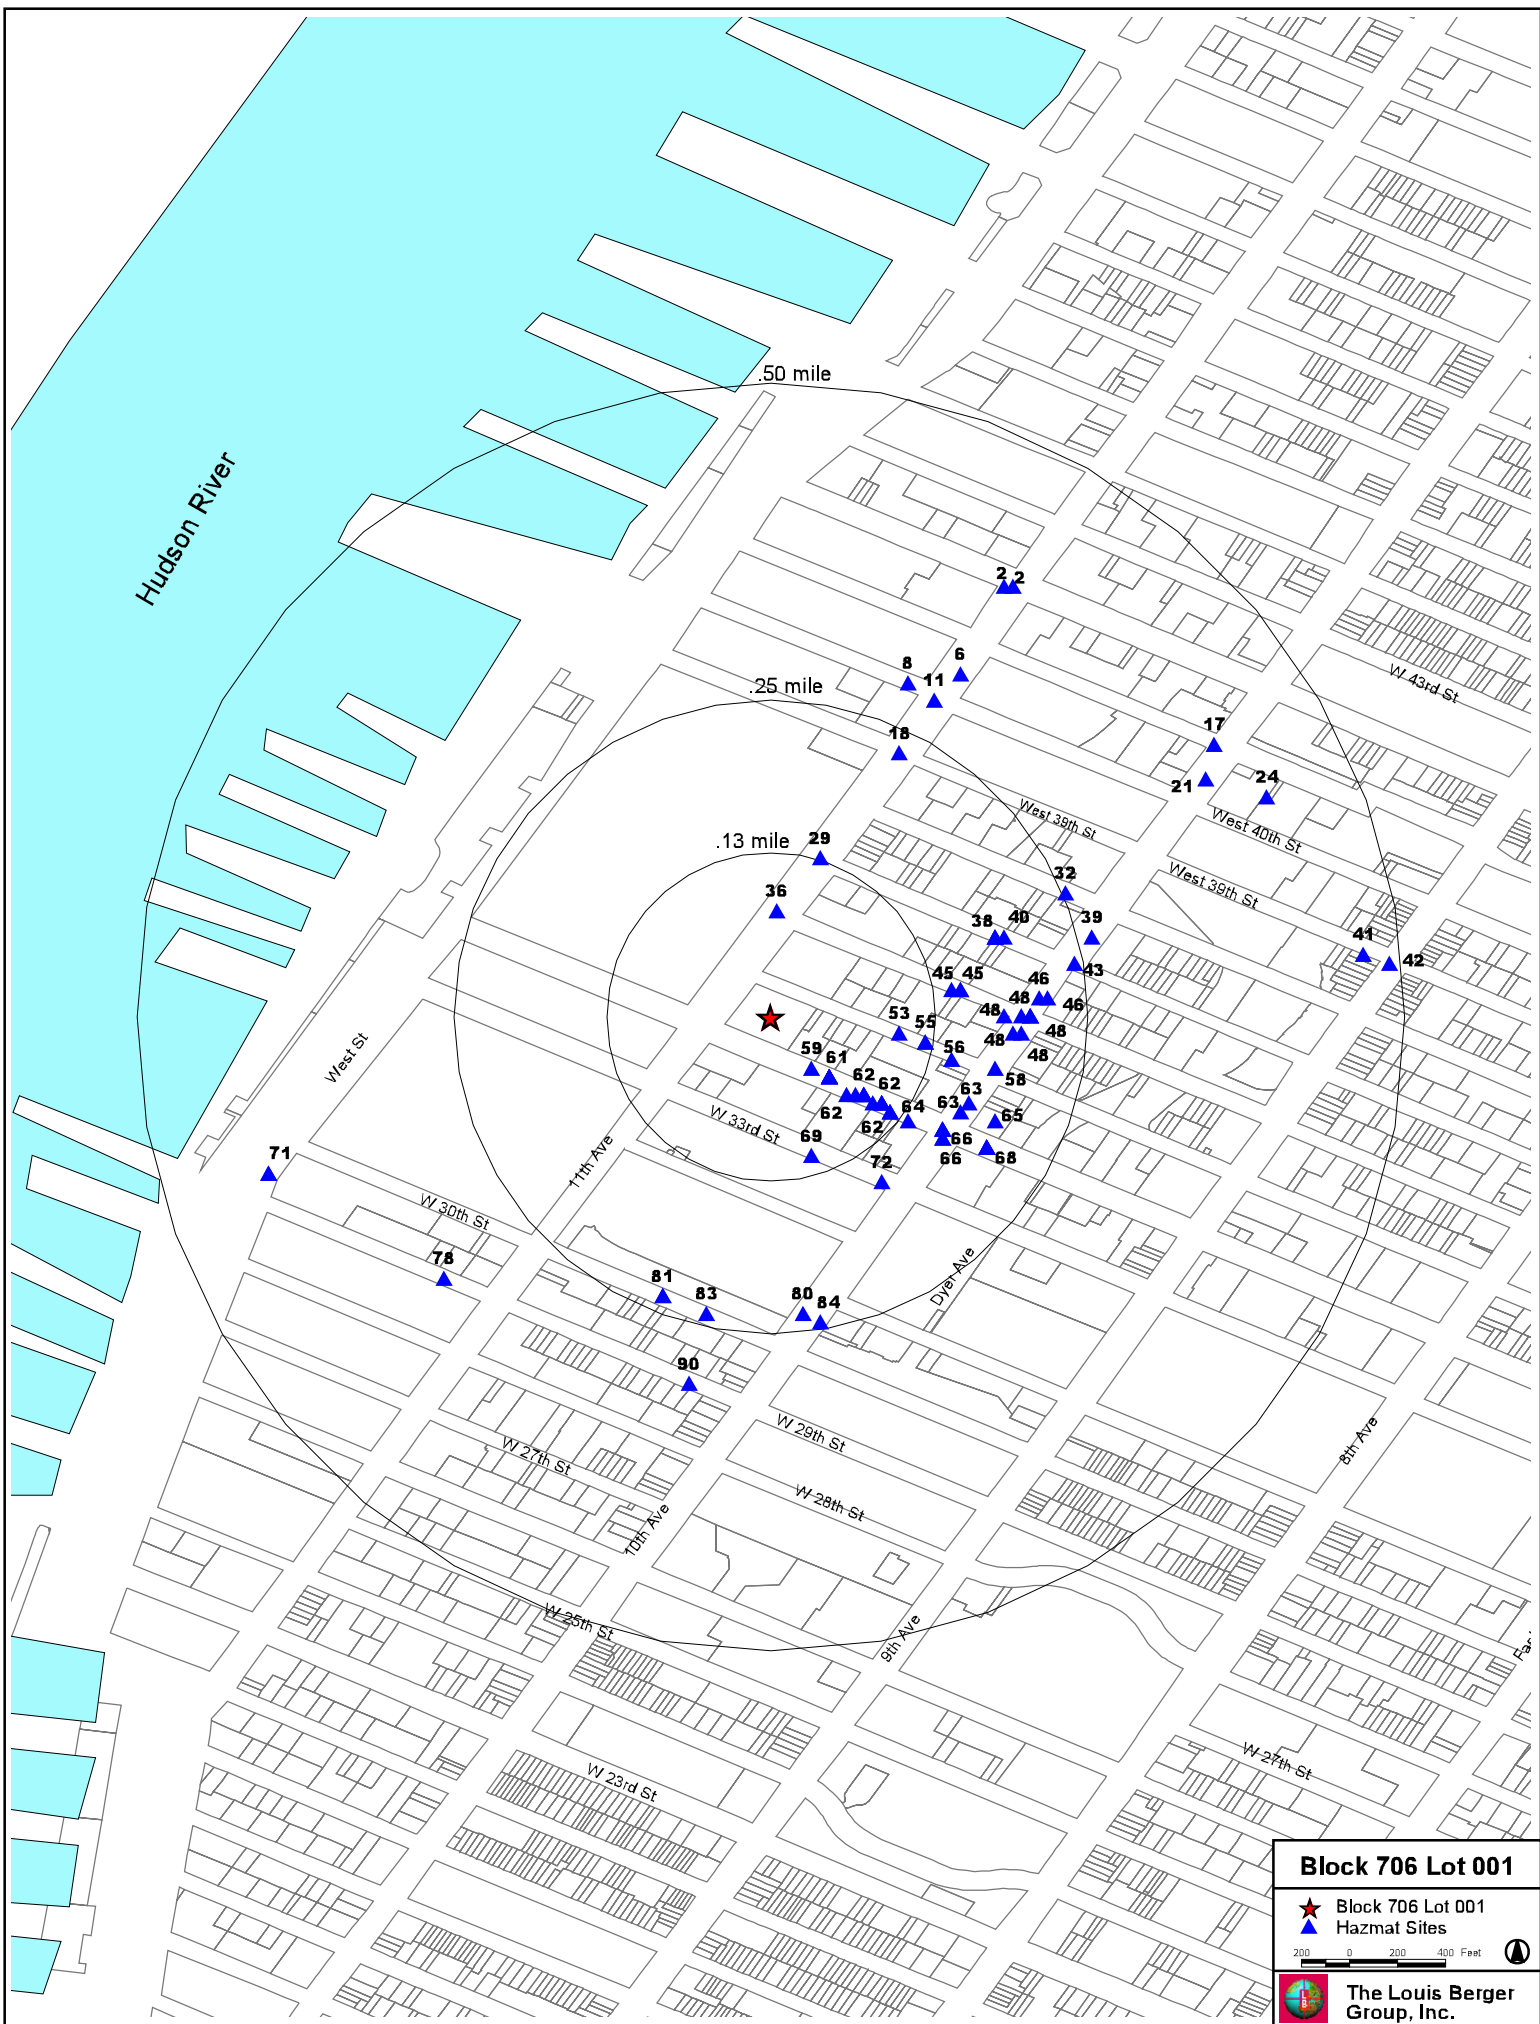 .50 mile
Hudson River
2
2
6
8
W 43rd St
11
.25 mile
17
18
21
24
West 39th St
West 40th St
.13 mile
29
32
West 39th St
36
38
40
39
41
42
43
45
45
46
46
48
48
48
48
48
53
55
56
West St
59
61
58
62
62
63
63
62
62
64
W 33rd St
65
66
69
66
68
11th Ave
71
72
W 30th St
78
Dyer Ave
81
83
80
84
90
W 29th St
8th Ave
W 27th St
W 28th St
10th Ave
W 25th St
9th Ave
W 27th St
W 23rd St
Block 706 Lot 001
Block 706 Lot 001
Hazmat Sites
200 0 200 400 Feet
LB
The Louis Berger
Group, Inc.